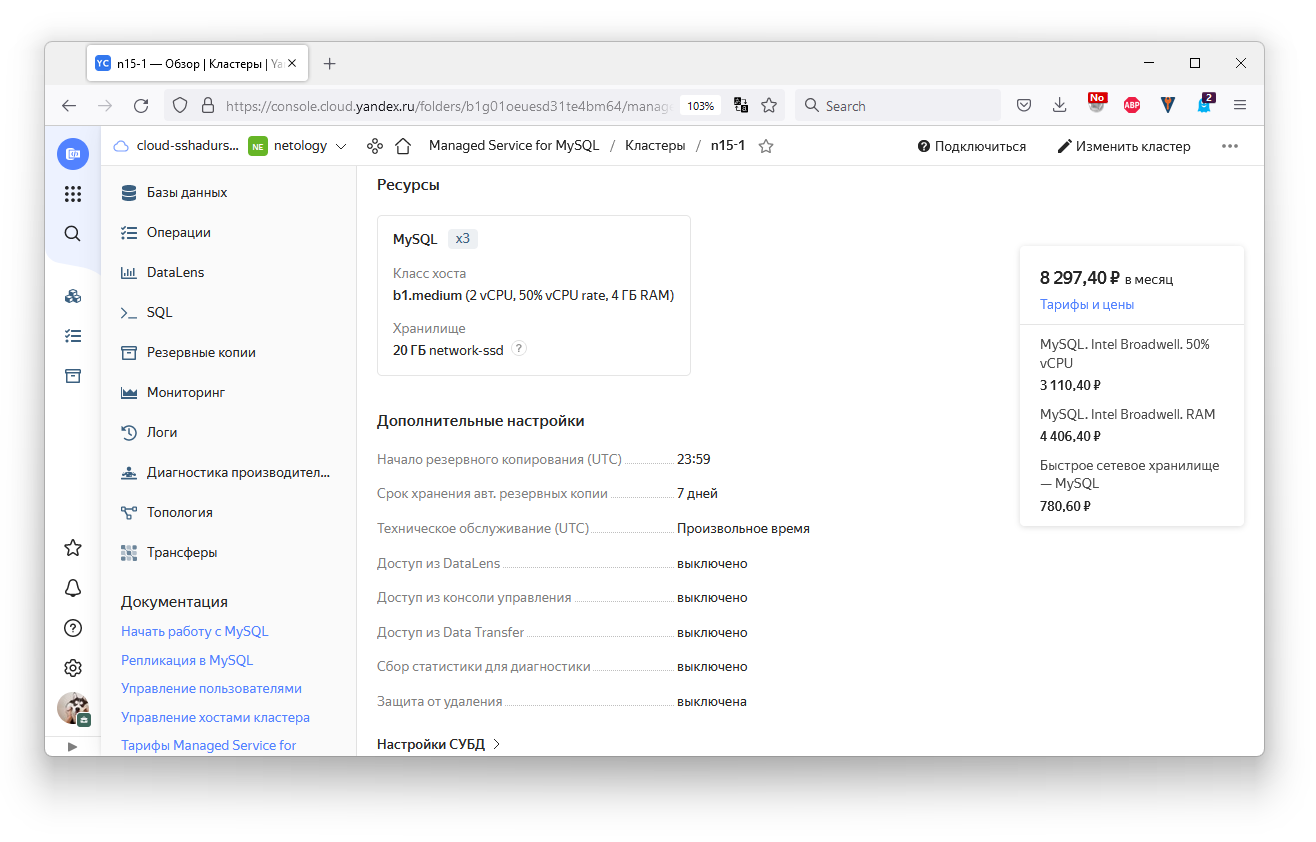 YC n15-1 — Обзор | Кластеры | Ya
https://console.cloud.yandex.ru/folders/b1g01oeuesd31te4bm64/manage
103%
Search
No
ABP
2
cloud-sshadurs...
NE netology
Managed Service for MySQL / Кластеры / n15-1
Подключиться
Изменить кластер
Базы данных
Операции
DataLens
SQL
Резервные копии
Мониторинг
Логи
Диагностика производител...
Топология
Трансферы
Документация
Начать работу с MySQL
Репликация в MySQL
Управление пользователями
Управление хостами кластера
Тарифы Managed Service for
Ресурсы
MySQL x3
Класс хоста
b1.medium (2 vCPU, 50% vCPU rate, 4 ГБ RAM)
Хранилище
20 ГБ network-ssd ?
Дополнительные настройки
Начало резервного копирования (UTC) 23:59
Срок хранения авт. резервных копии 7 дней
Техническое обслуживание (UTC) Произвольное время
Доступ из DataLens выключено
Доступ из консоли управления выключено
Доступ из Data Transfer выключено
Сбор статистики для диагностики выключено
Защита от удаления выключена
Настройки СУБД
8 297,40 ₽ в месяц
Тарифы и цены
MySQL. Intel Broadwell. 50%
vCPU
3 110,40 ₽
MySQL. Intel Broadwell. RAM
4 406,40 ₽
Быстрое сетевое хранилище
— MySQL
780,60 ₽